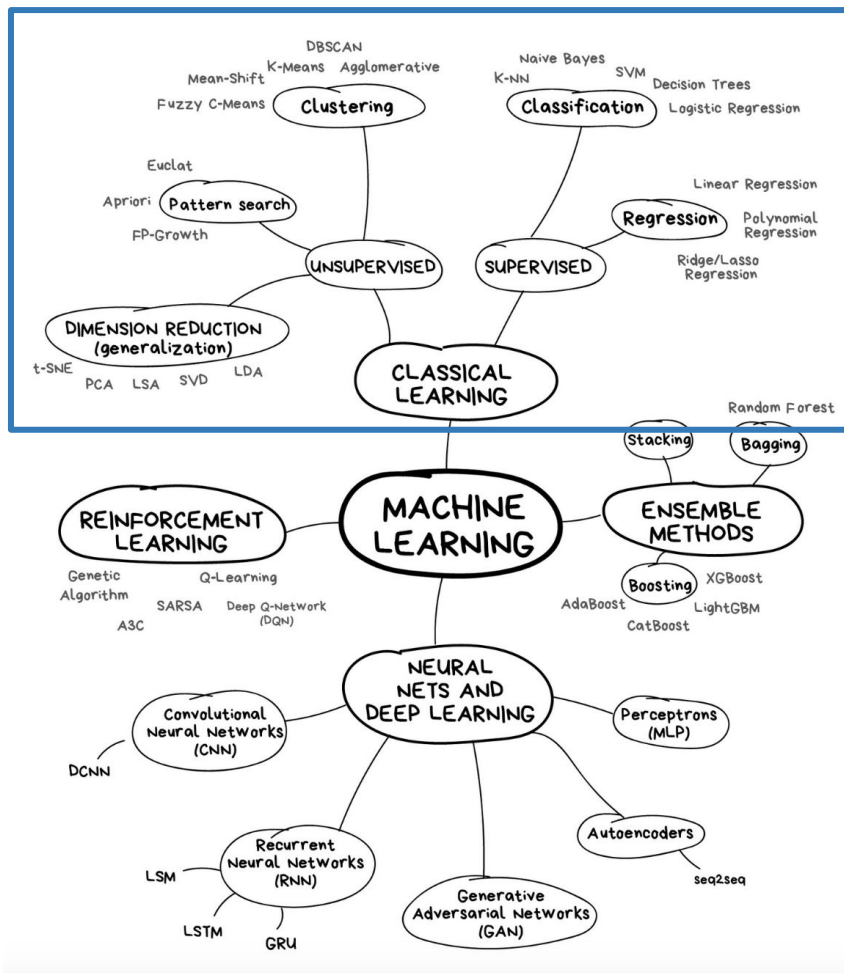 DBSCAN
K-Means Agglomerative
Mean-Shift
Fuzzy C-Means
Clustering
Naive Bayes
K-NN
SVM
Decision Trees
Classification
Logistic Regression
Euclat
Apriori
Pattern search
FP-Growth
Linear Regression
Regression
Polynomial
Regression
Ridge/Lasso
Regression
UNSUPERVISED
SUPERVISED
DIMENSION REDUCTION
(generalization)
t-SNE
PCA
LSA
SVD
LDA
CLASSICAL
LEARNING
Random Forest
Stacking
Bagging
MACHINE
LEARNING
REINFORCEMENT
LEARNING
Genetic
Algorithm
Q-Learning
SARSA
Deep Q-Network
(DQN)
A3C
ENSEMBLE
METHODS
Boosting
XGBoost
AdaBoost
LightGBM
CatBoost
NEURAL
NETS AND
DEEP LEARNING
Convolutional
Neural Networks
(CNN)
DCNN
Perceptrons
(MLP)
Recurrent
Neural Networks
(RNN)
LSM
LSTM
GRU
Generative
Adversarial Networks
(GAN)
Autoencoders
seq2seq